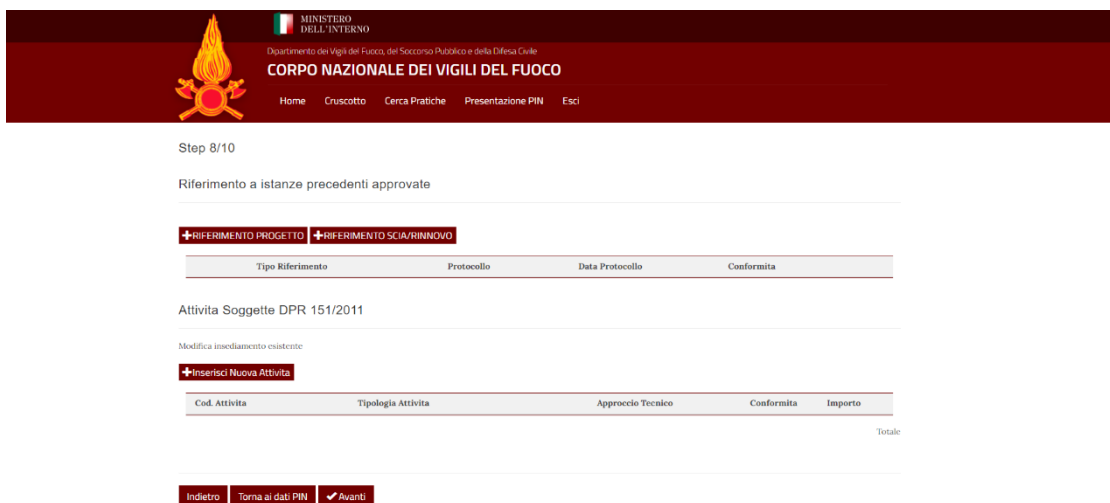 MINISTERO
DELL'INTERNO
Dipartimento dei Vigili del Fuoco, del Soccorso Pubblico e della Difesa Civile
CORPO NAZIONALE DEI VIGILI DEL FUOCO
Home Cruscotto Cerca Pratiche Presentazione PIN Esci
Step 8/10
Riferimento a istanze precedenti approvate
+RIFERIMENTO PROGETTO +RIFERIMENTO SCIA/RINNOVO
Tipo Riferimento Protocollo Data Protocollo Conformita
Attivita Soggette DPR 151/2011
Modifica insediamento esistente
+Inserisci Nuova Attivita
Cod. Attivita Tipologia Attivita Approccio Tecnico Conformita Importo
Totale
Indietro Torna ai dati PIN ✔Avanti